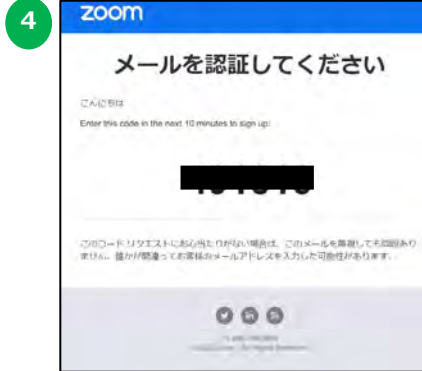 4
zoom
メールを認証してください
こんにちは
Enter this code in the next 10 minutes to sign up:
このコード リクエストにお心当たりがない場合は、このメールを無視しても問題あり
ません。誰かが間違ってお客様のメールアドレスを入力した可能性があります。